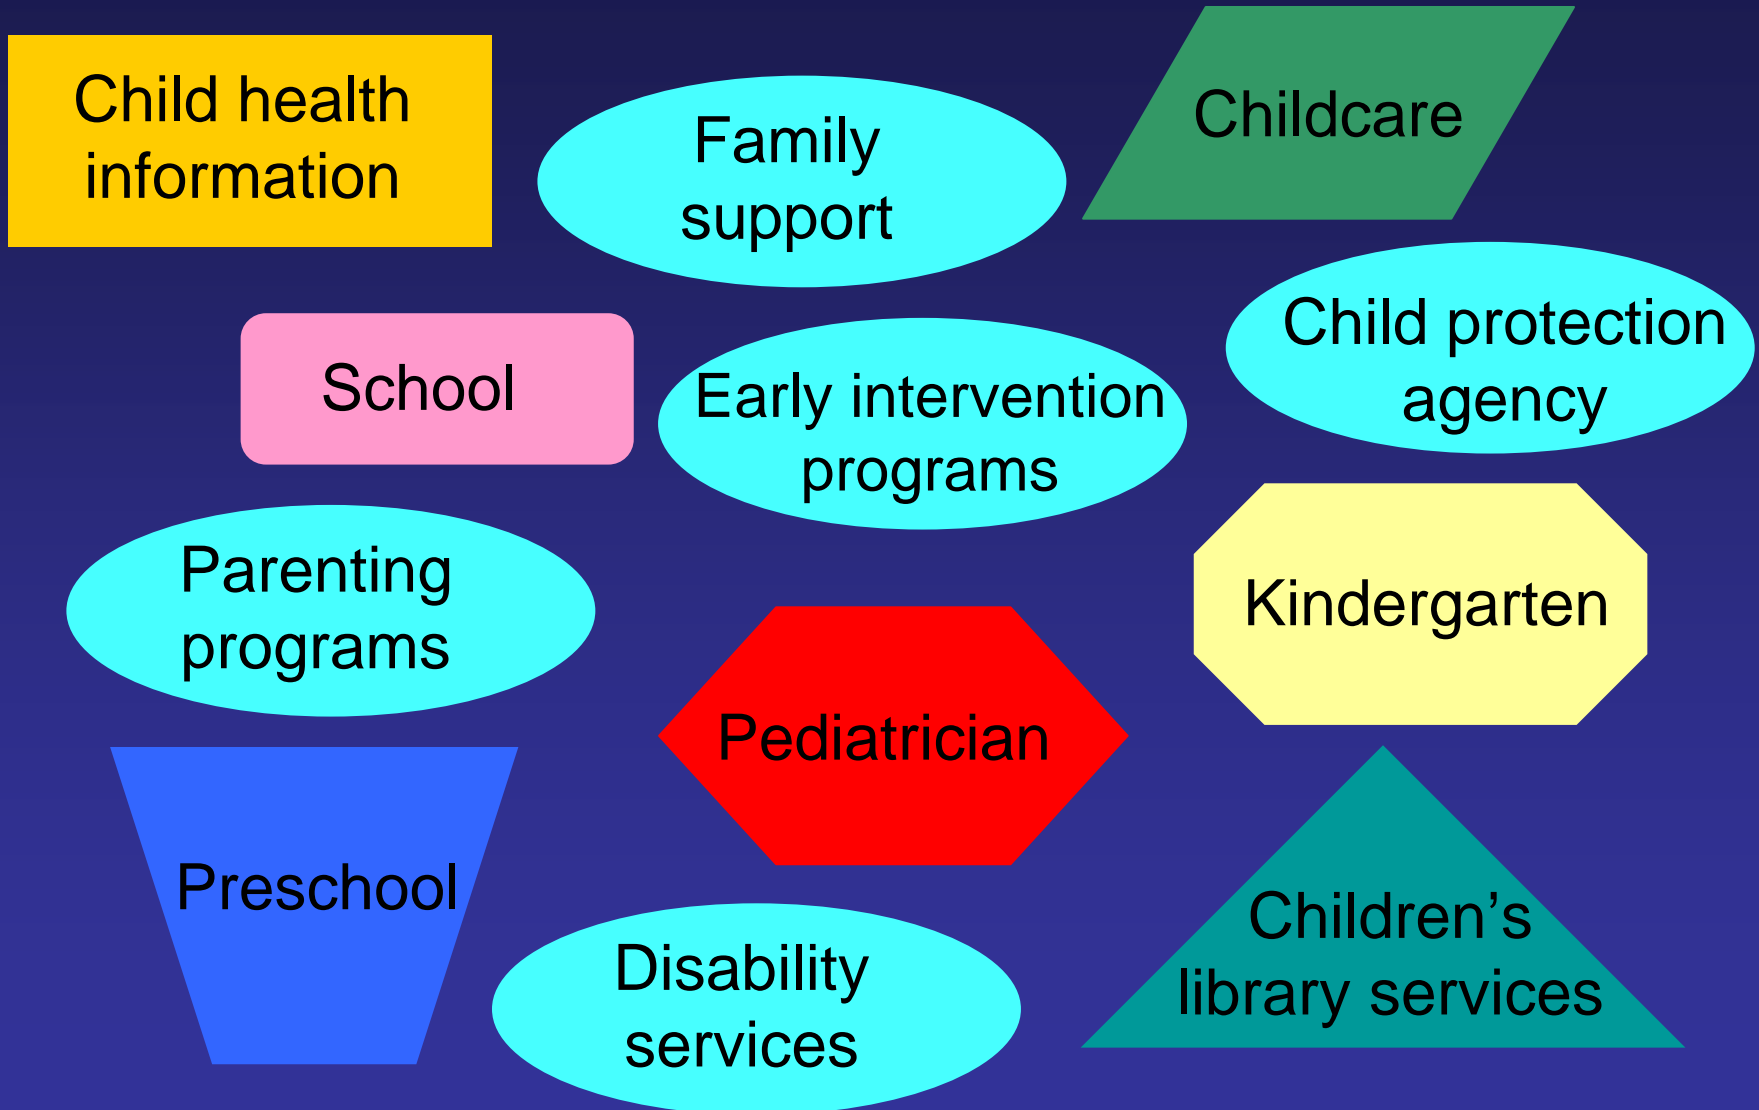 Child health
information
Family
support
Childcare
School
Early intervention
programs
Child protection
agency
Parenting
programs
Pediatrician
Kindergarten
Preschool
Disability
services
Children’s
library services